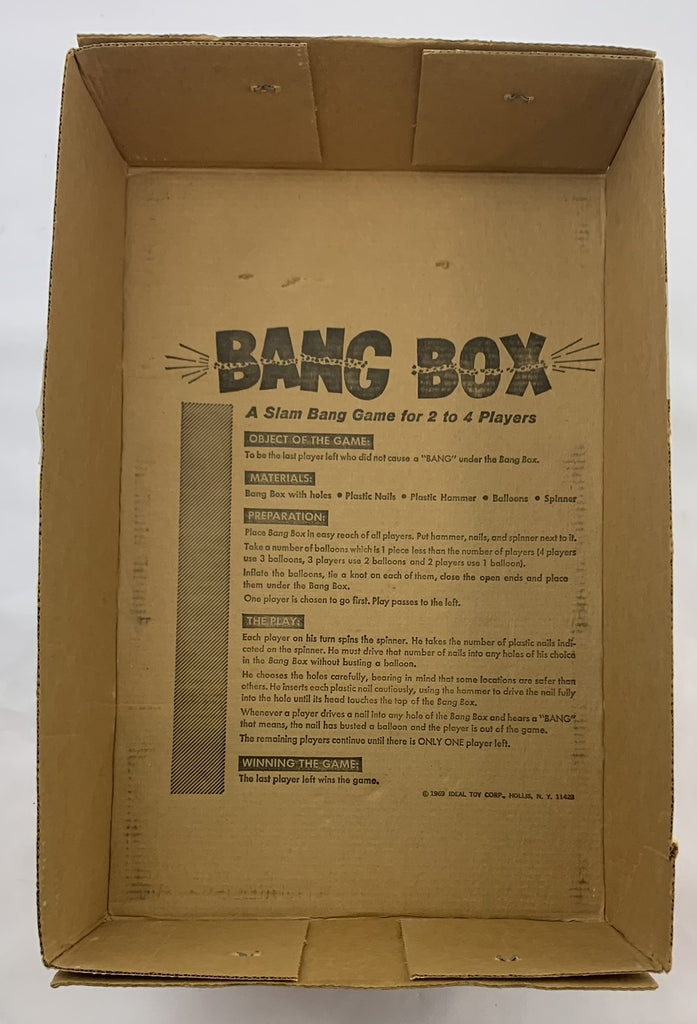 BANG BOX
A Slam Bang Game for 2 to 4 Players
OBJECT OF THE GAME:
To be the last player left who did not cause a "BANG" under the Bang Box.
MATERIALS:
Bang Box with holes • Plastic Nails • Plastic Hammer • Balloons • Spinner
PREPARATION:
Place Bang Box in easy reach of all players. Put hammer, nails, and spinner next to it.
Take a number of balloons which is 1 piece less than the number of players (4 players
use 3 balloons, 3 players use 2 balloons and 2 players use 1 balloon).
Inflate the balloons, tie a knot on each of them, close the open ends and place
them under the Bang Box.
One player is chosen to go first. Play passes to the left.
THE PLAY:
Each player on his turn spins the spinner. He takes the number of plastic nails indi-
cated on the spinner. He must drive that number of nails into any holes of his choice
in the Bang Box without busting a balloon.
He chooses the holes carefully, bearing in mind that some locations are safer than
others. He inserts each plastic nail cautiously, using the hammer to drive the nail fully
into the hole until its head touches the top of the Bang Box.
Whenever a player drives a nail into any hole of the Bang Box and hears a "BANG"
that means, the nail has busted a balloon and the player is out of the game.
The remaining players continue until there is ONLY ONE player left.
WINNING THE GAME:
The last player left wins the game.
© 1969 IDEAL TOY CORP., HOLLIS, N. Y. 11423